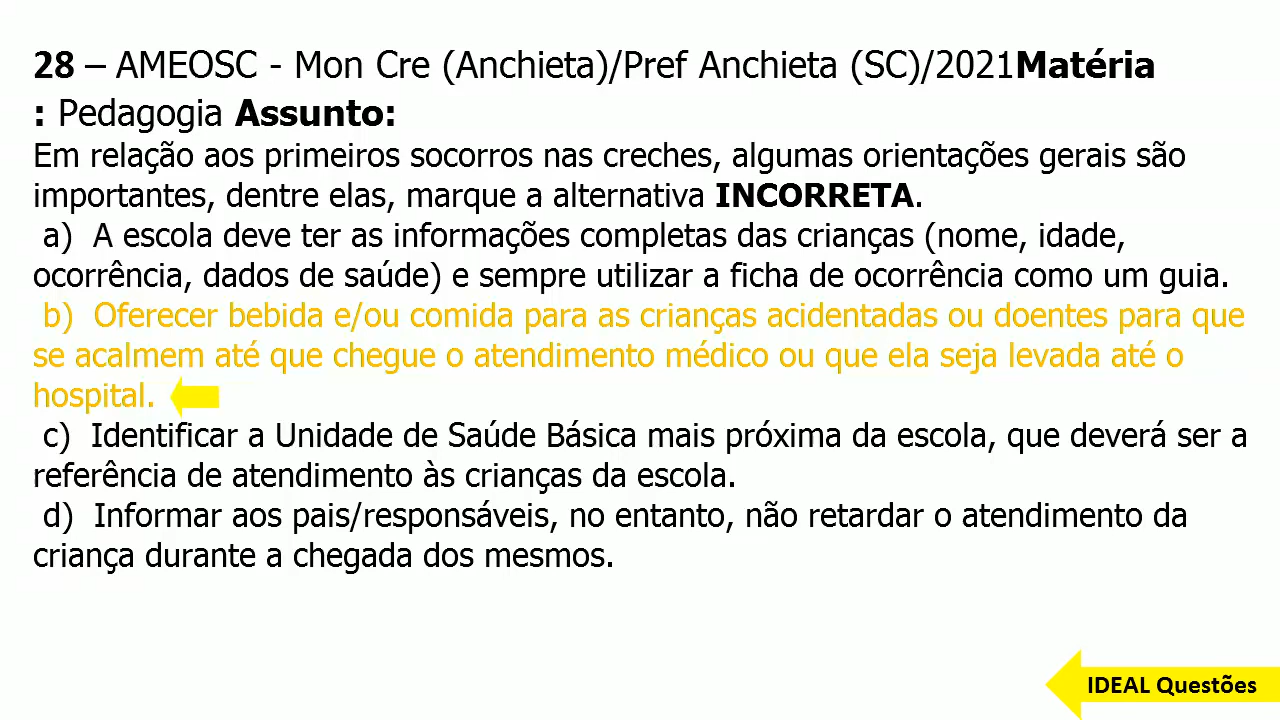 28 – AMEOSC - Mon Cre (Anchieta)/Pref Anchieta (SC)/2021Matéria
: Pedagogia Assunto:
Em relação aos primeiros socorros nas creches, algumas orientações gerais são
importantes, dentre elas, marque a alternativa INCORRETA.
a) A escola deve ter as informações completas das crianças (nome, idade,
ocorrência, dados de saúde) e sempre utilizar a ficha de ocorrência como um guia.
b) Oferecer bebida e/ou comida para as crianças acidentadas ou doentes para que
se acalmem até que chegue o atendimento médico ou que ela seja levada até o
hospital.
c) Identificar a Unidade de Saúde Básica mais próxima da escola, que deverá ser a
referência de atendimento às crianças da escola.
d) Informar aos pais/responsáveis, no entanto, não retardar o atendimento da
criança durante a chegada dos mesmos.
IDEAL Questões